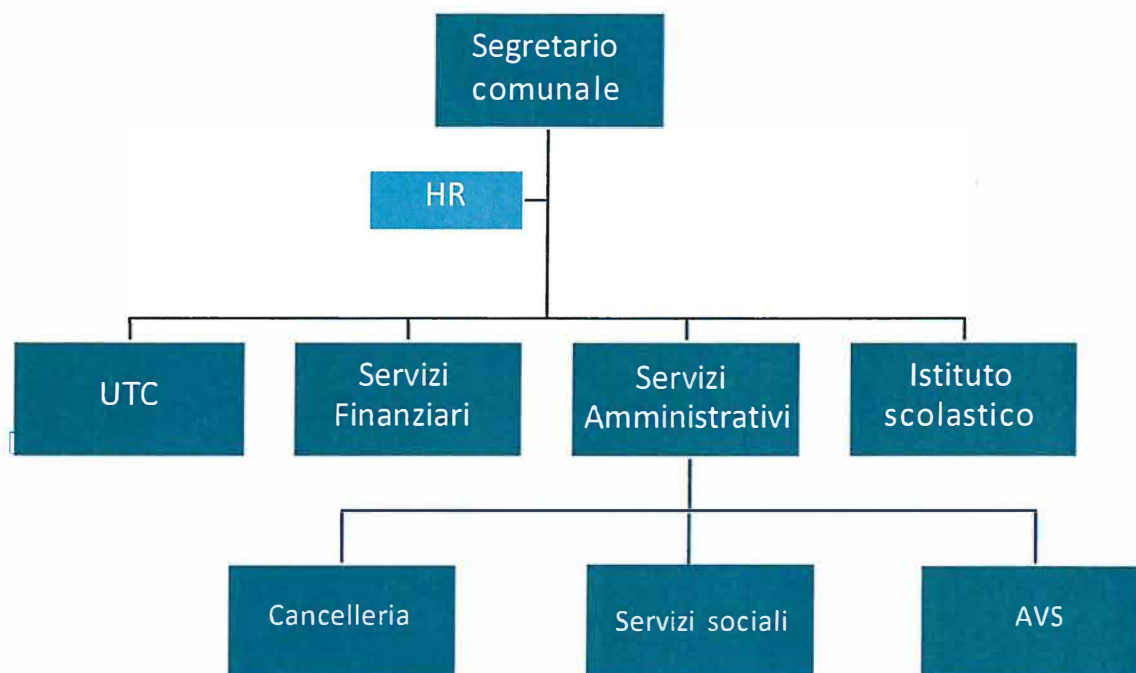 Segretario
comunale
HR
UTC
Servizi
Finanziari
Servizi
Amministrativi
Istituto
scolastico
Cancelleria
Servizi sociali
AVS